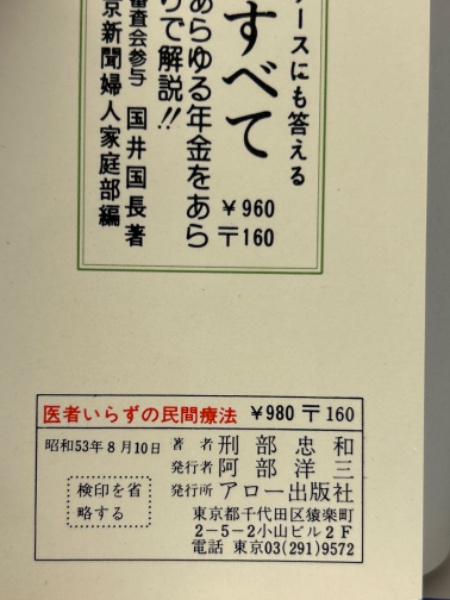 ースにも答える
すべて
¥960
〒160
あらゆる年金をあら
りで解説!!
審査会参与 国井国長著
京新聞婦人家庭部編
医者いらずの民間療法 ¥980 〒160
昭和53年8月10日
検印を省
略する
著者 刑部忠和
発行者 阿部洋三
発行所 アロー出版社
東京都千代田区猿楽町
2-5-2小山ビル2F
電話 東京03(291)9572